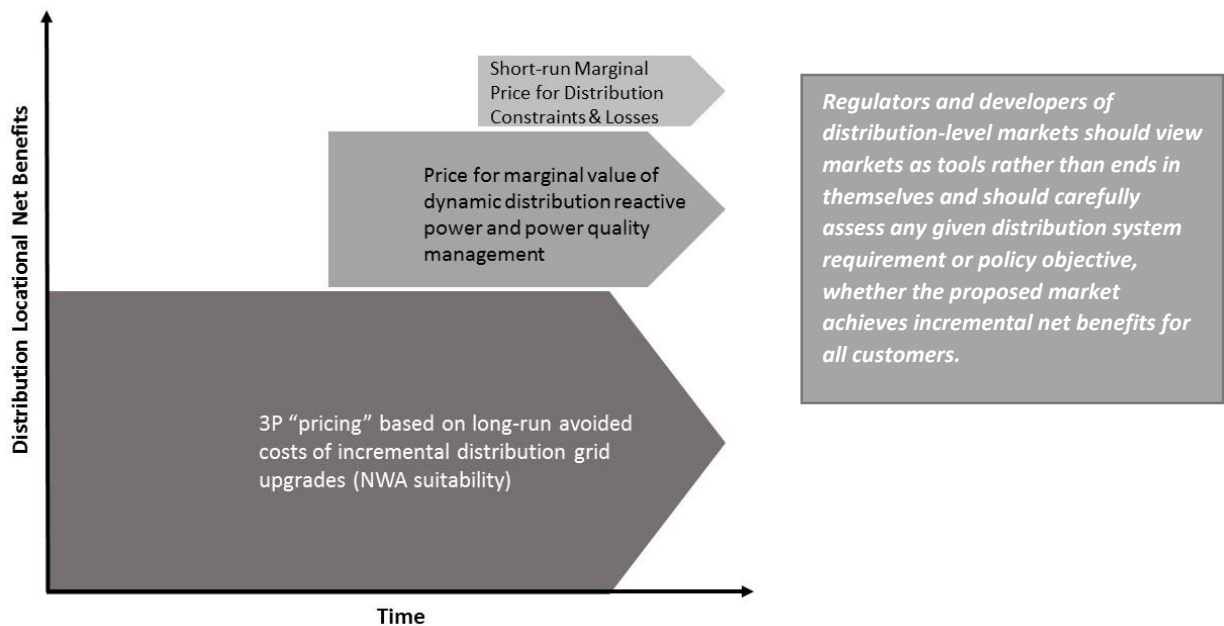 Distribution Locational Net Benefits
Short-run Marginal
Price for Distribution
Constraints & Losses
Price for marginal value of
dynamic distribution reactive
power and power quality
management
3P “pricing” based on long-run avoided
costs of incremental distribution grid
upgrades (NWA suitability)
Time
Regulators and developers of
distribution-level markets should view
markets as tools rather than ends in
themselves and should carefully
assess any given distribution system
requirement or policy objective,
whether the proposed market
achieves incremental net benefits for
all customers.